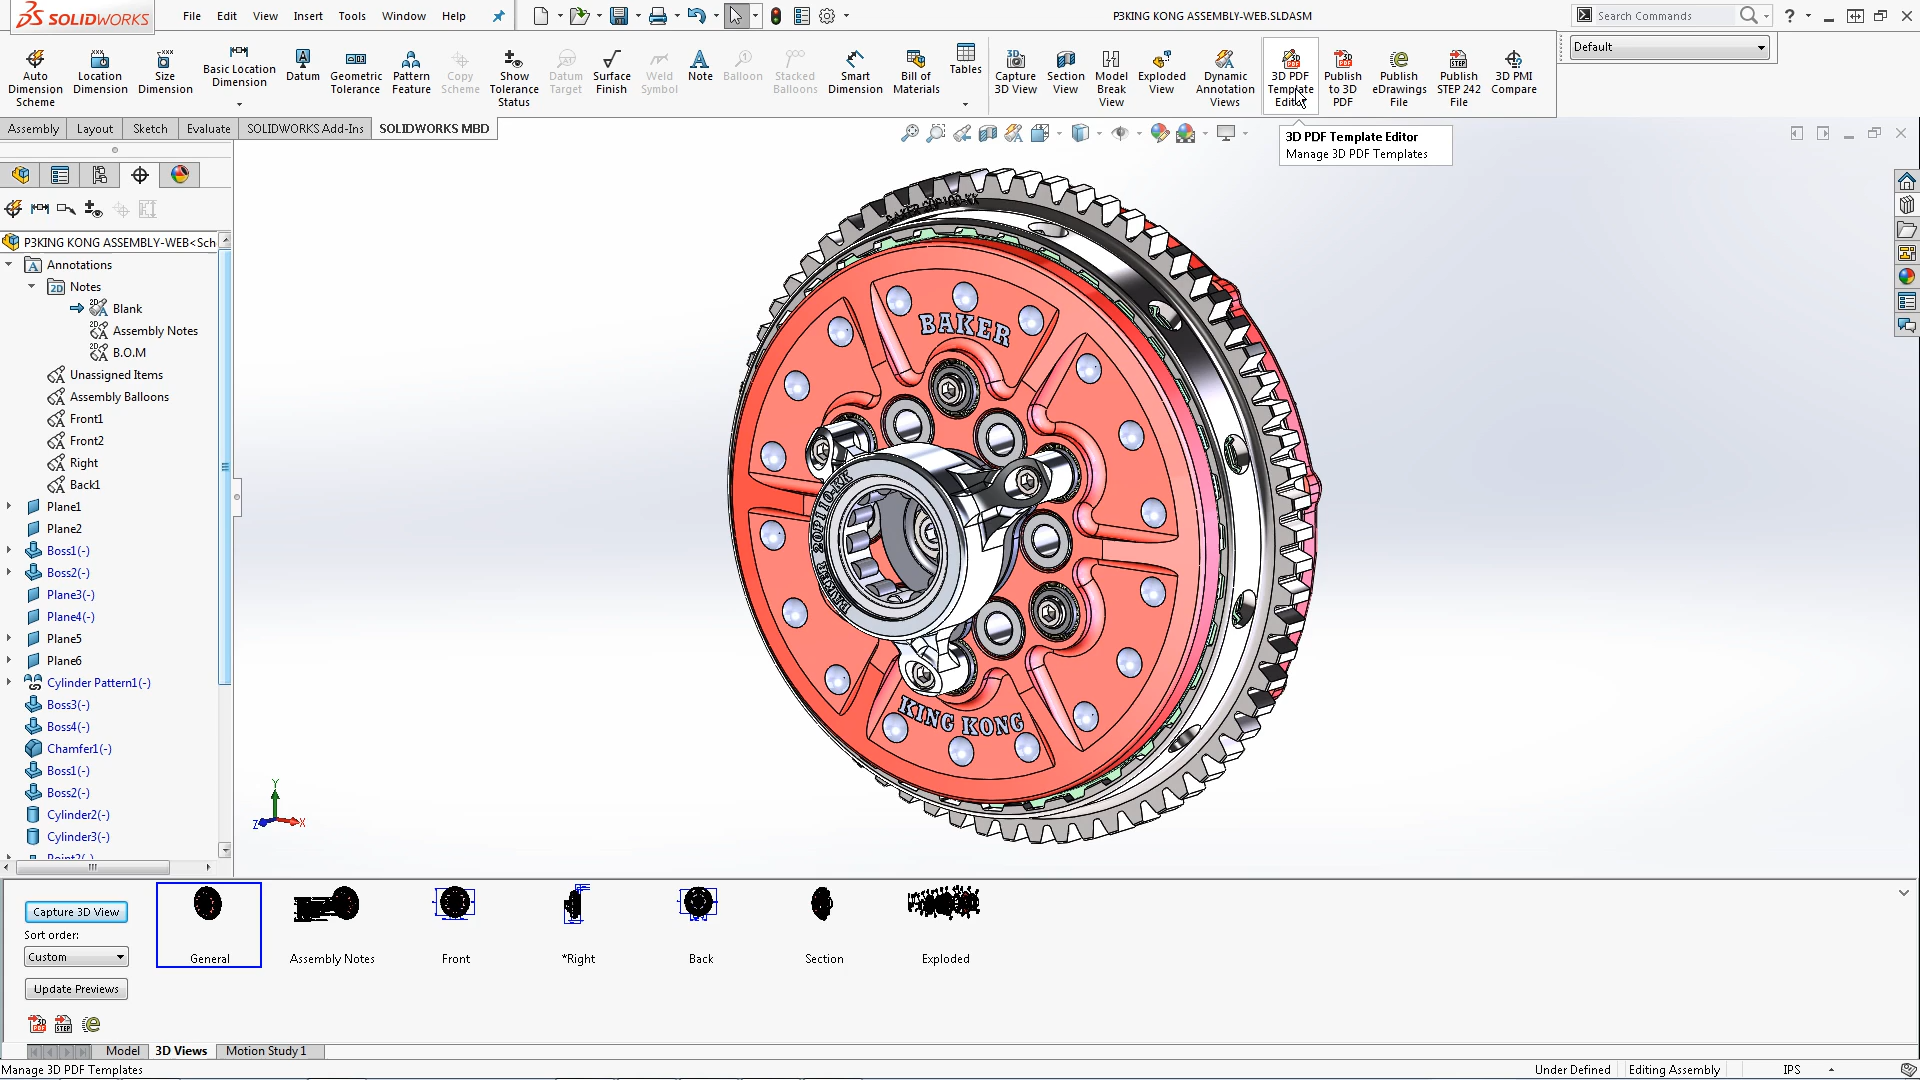 SOLIDWORKS
File Edit View Insert Tools Window Help
P3KING KONG ASSEMBLY-WEB.SLDASM
Search Commands
Default
Auto Dimension Scheme
Location Dimension
Size Dimension
Basic Location Dimension
Datum
Geometric Tolerance
Pattern Feature
Copy Scheme
Show Tolerance Status
Datum Target
Surface Finish
Weld Symbol
Note
Balloon
Stacked Balloons
Smart Dimension
Bill of Materials
Tables
Capture 3D View
Section View
Model Break View
Exploded View
Dynamic Annotation Views
3D PDF Template Editor
Publish to 3D PDF
Publish eDrawings File
Publish STEP 242 File
3D PMI Compare
Assembly Layout Sketch Evaluate SOLIDWORKS Add-Ins SOLIDWORKS MBD
3D PDF Template Editor
Manage 3D PDF Templates
P3KING KONG ASSEMBLY-WEB<Sch
Annotations
Notes
Blank
Assembly Notes
B.O.M
Unassigned Items
Assembly Balloons
Front1
Front2
Right
Back1
Plane1
Plane2
Boss1(-)
Boss2(-)
Plane3(-)
Plane4(-)
Plane5
Plane6
Cylinder Pattern1(-)
Boss3(-)
Boss4(-)
Chamfer1(-)
Boss1(-)
Boss2(-)
Cylinder2(-)
Cylinder3(-)
Point2(-)
BAKER
KING KONG
BAKER 20P110-KK
Y
Z
X
Capture 3D View
Sort order:
Custom
Update Previews
General
Assembly Notes
Front
*Right
Back
Section
Exploded
Model 3D Views Motion Study 1
Manage 3D PDF Templates
Under Defined
Editing Assembly
IPS